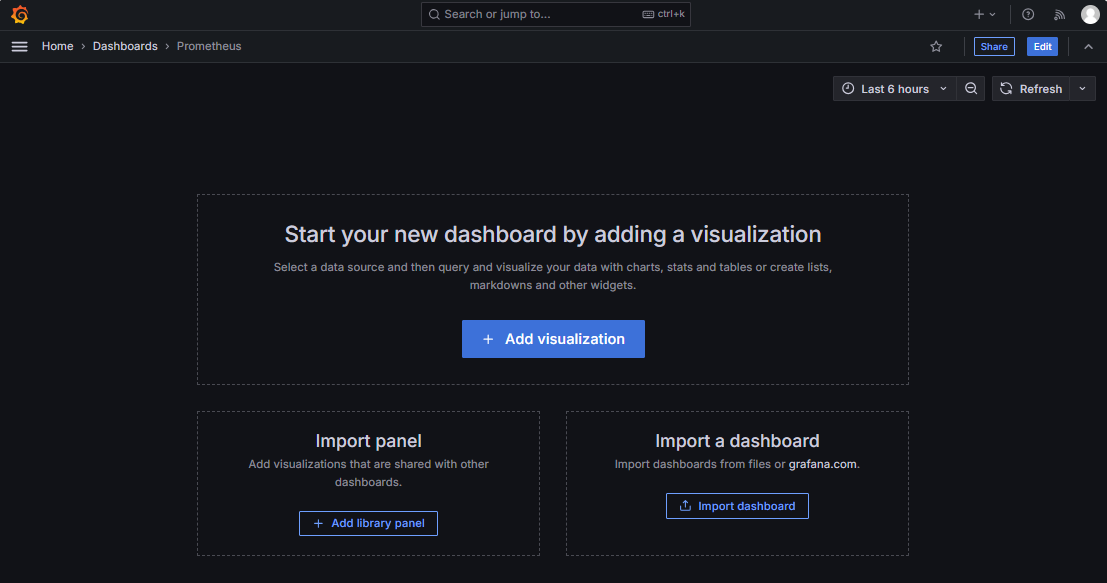 Search or jump to... ctrl+k
Home › Dashboards › Prometheus
Share
Edit
Last 6 hours
Refresh
Start your new dashboard by adding a visualization
Select a data source and then query and visualize your data with charts, stats and tables or create lists,
markdowns and other widgets.
+ Add visualization
Import panel
Add visualizations that are shared with other
dashboards.
+ Add library panel
Import a dashboard
Import dashboards from files or grafana.com.
Import dashboard